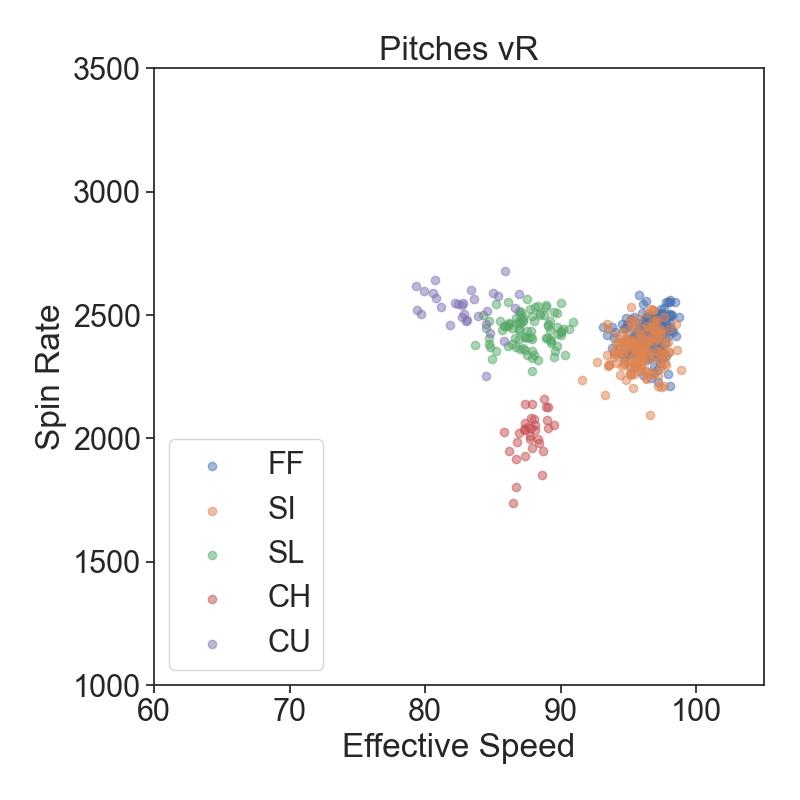 Pitches vR
3500
3000
2500
2000
1500
1000
Spin Rate
FF
SI
SL
CH
CU
60 70 80 90 100
Effective Speed